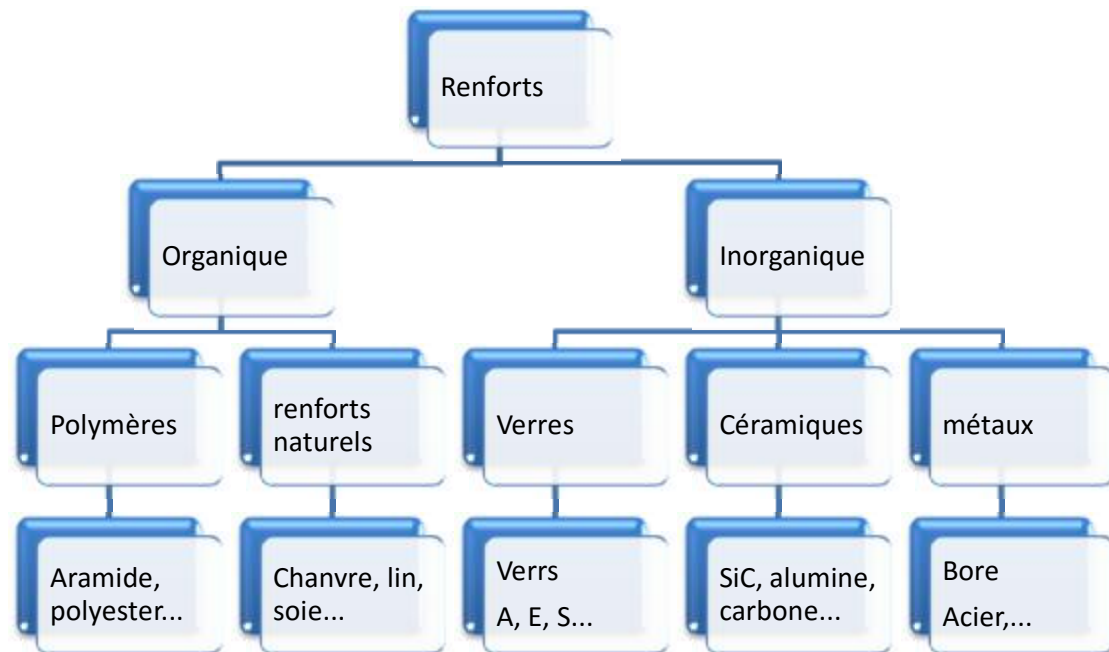 Renforts
Organique
Inorganique
Polymères
renforts
naturels
Verres
Céramiques
métaux
Aramide,
polyester...
Chanvre, lin,
soie...
Verrs
A, E, S...
SiC, alumine,
carbone...
Bore
Acier,...